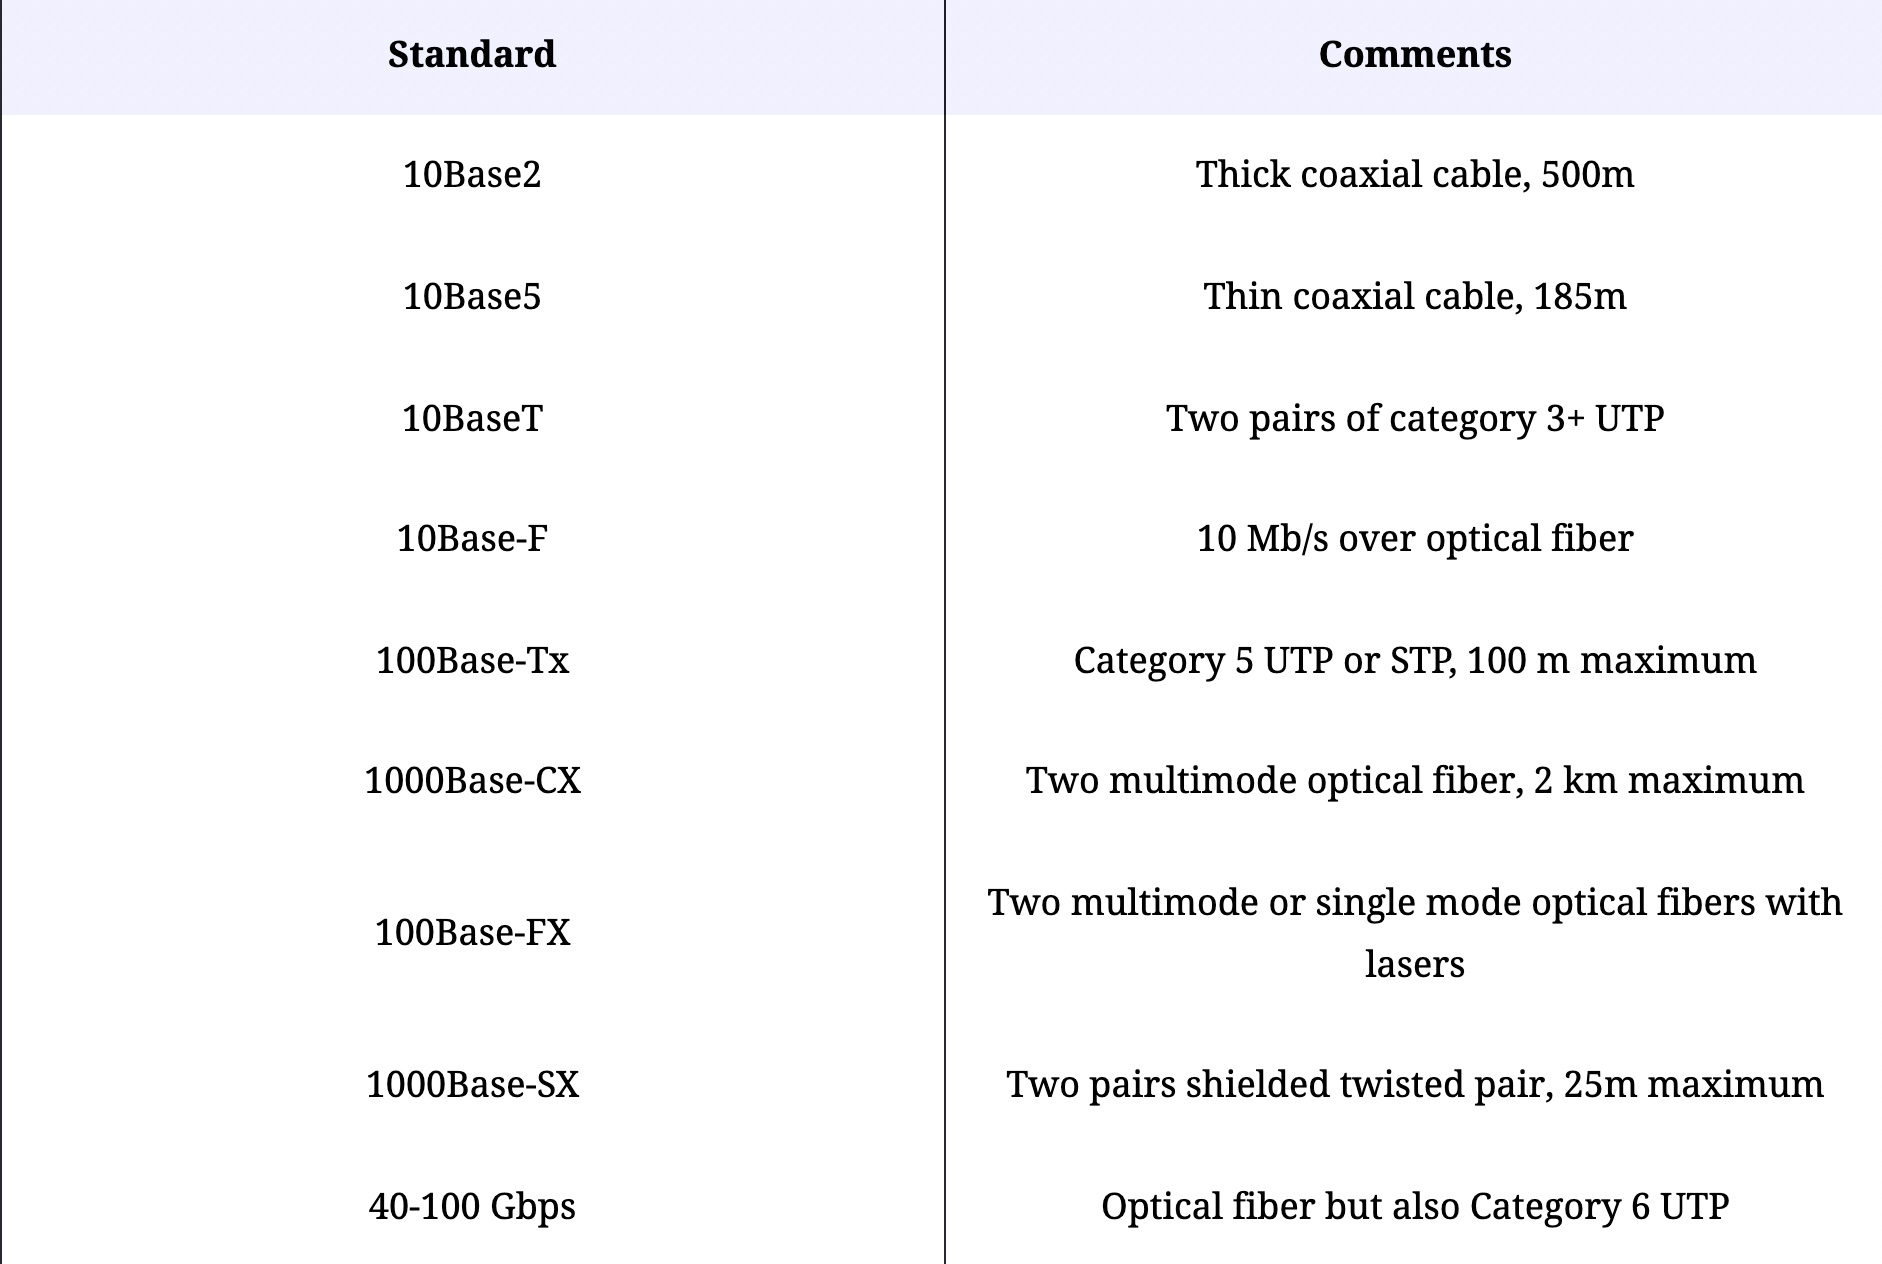 Standard Comments
10Base2 Thick coaxial cable, 500m
10Base5 Thin coaxial cable, 185m
10BaseT Two pairs of category 3+ UTP
10Base-F 10 Mb/s over optical fiber
100Base-Tx Category 5 UTP or STP, 100 m maximum
1000Base-CX Two multimode optical fiber, 2 km maximum
100Base-FX Two multimode or single mode optical fibers with
lasers
1000Base-SX Two pairs shielded twisted pair, 25m maximum
40-100 Gbps Optical fiber but also Category 6 UTP